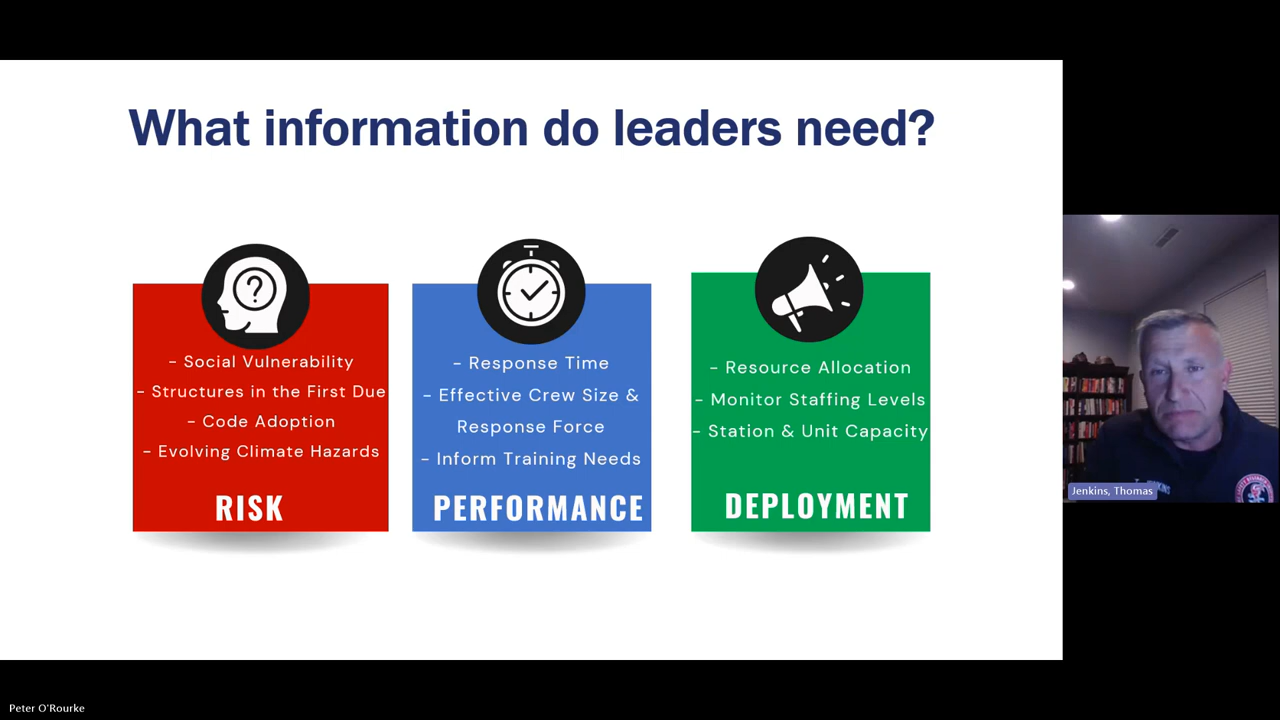 What information do leaders need?
?
- Social Vulnerability
- Structures in the First Due
- Code Adoption
- Evolving Climate Hazards
RISK
- Response Time
- Effective Crew Size &
Response Force
- Inform Training Needs
PERFORMANCE
- Resource Allocation
- Monitor Staffing Levels
- Station & Unit Capacity
DEPLOYMENT
Jenkins, Thomas
Peter O'Rourke